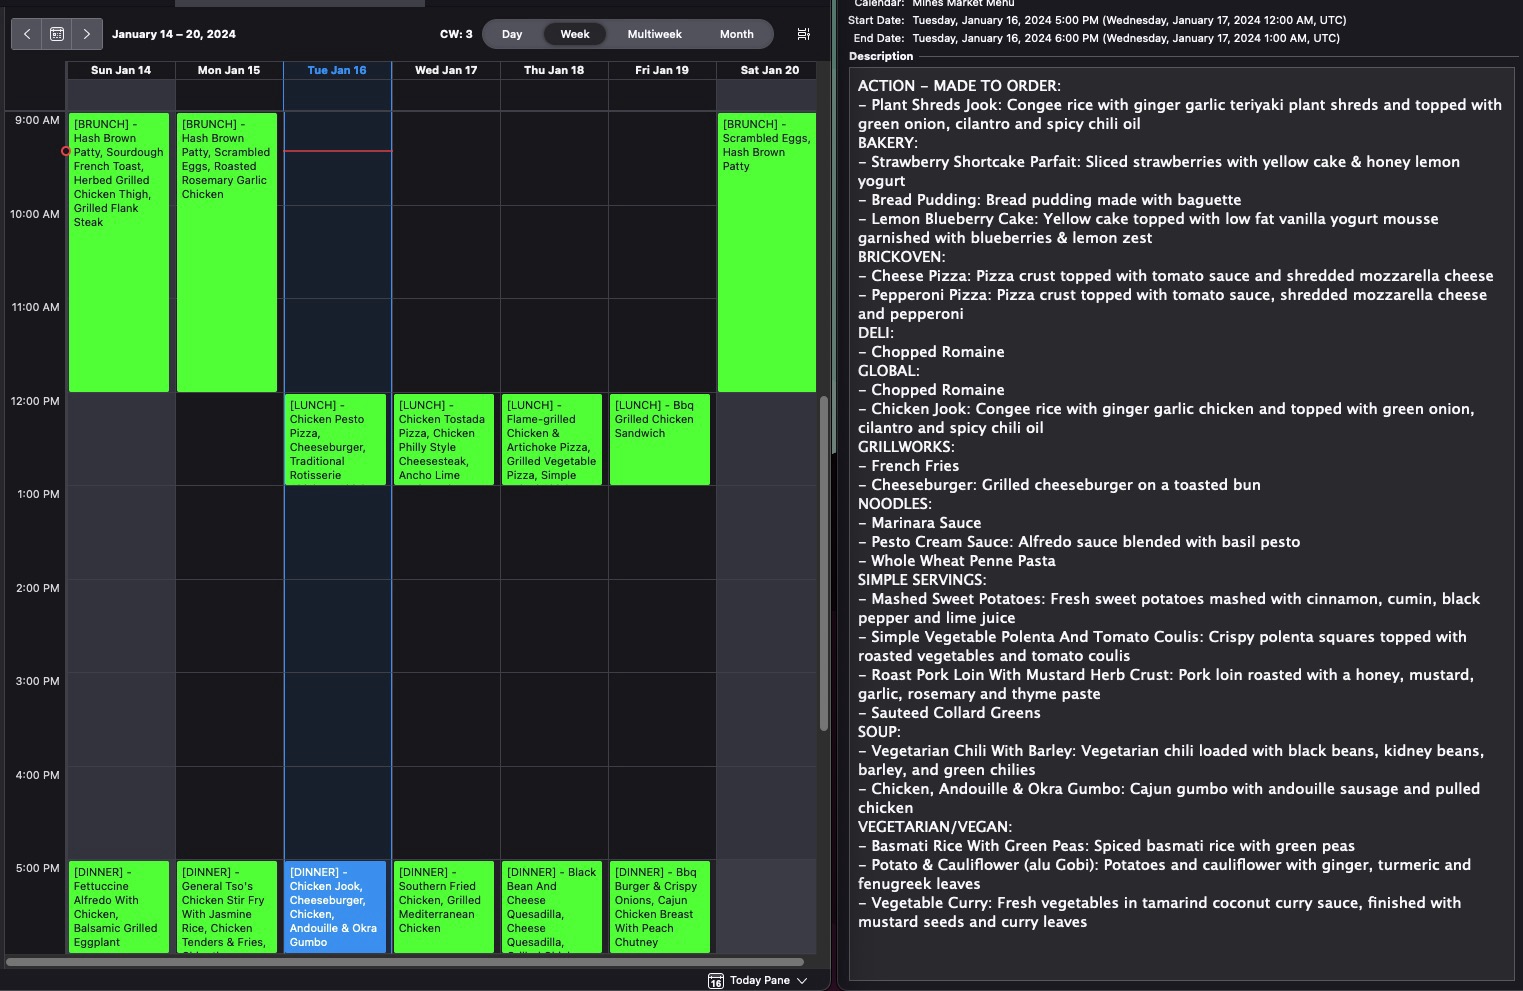 January 14 – 20, 2024
CW: 3
Day
Week
Multiweek
Month
Sun Jan 14
Mon Jan 15
Tue Jan 16
Wed Jan 17
Thu Jan 18
Fri Jan 19
Sat Jan 20
9:00 AM
10:00 AM
11:00 AM
12:00 PM
1:00 PM
2:00 PM
3:00 PM
4:00 PM
5:00 PM
[BRUNCH] -
Hash Brown
Patty, Sourdough
French Toast,
Herbed Grilled
Chicken Thigh,
Grilled Flank
Steak
[BRUNCH] -
Hash Brown
Patty, Scrambled
Eggs, Roasted
Rosemary Garlic
Chicken
[BRUNCH] -
Scrambled Eggs,
Hash Brown
Patty
[LUNCH] -
Chicken Pesto
Pizza,
Cheeseburger,
Traditional
Rotisserie
[LUNCH] -
Chicken Tostada
Pizza, Chicken
Philly Style
Cheesesteak,
Ancho Lime
[LUNCH] -
Flame-grilled
Chicken &
Artichoke Pizza,
Grilled Vegetable
Pizza, Simple
[LUNCH] - Bbq
Grilled Chicken
Sandwich
[DINNER] -
Fettuccine
Alfredo With
Chicken,
Balsamic Grilled
Eggplant
[DINNER] -
General Tso's
Chicken Stir Fry
With Jasmine
Rice, Chicken
Tenders & Fries,
[DINNER] -
Chicken Jook,
Cheeseburger,
Chicken,
Andouille & Okra
Gumbo
[DINNER] -
Southern Fried
Chicken, Grilled
Mediterranean
Chicken
[DINNER] - Black
Bean And
Cheese
Quesadilla,
Cheese
Quesadilla,
[DINNER] - Bbq
Burger & Crispy
Onions, Cajun
Chicken Breast
With Peach
Chutney
16
Today Pane
Calendar: Mines Market Menu
Start Date: Tuesday, January 16, 2024 5:00 PM (Wednesday, January 17, 2024 12:00 AM, UTC)
End Date: Tuesday, January 16, 2024 6:00 PM (Wednesday, January 17, 2024 1:00 AM, UTC)
Description
ACTION – MADE TO ORDER:
– Plant Shreds Jook: Congee rice with ginger garlic teriyaki plant shreds and topped with
green onion, cilantro and spicy chili oil
BAKERY:
– Strawberry Shortcake Parfait: Sliced strawberries with yellow cake & honey lemon
yogurt
– Bread Pudding: Bread pudding made with baguette
– Lemon Blueberry Cake: Yellow cake topped with low fat vanilla yogurt mousse
garnished with blueberries & lemon zest
BRICKOVEN:
– Cheese Pizza: Pizza crust topped with tomato sauce and shredded mozzarella cheese
– Pepperoni Pizza: Pizza crust topped with tomato sauce, shredded mozzarella cheese
and pepperoni
DELI:
– Chopped Romaine
GLOBAL:
– Chopped Romaine
– Chicken Jook: Congee rice with ginger garlic chicken and topped with green onion,
cilantro and spicy chili oil
GRILLWORKS:
– French Fries
– Cheeseburger: Grilled cheeseburger on a toasted bun
NOODLES:
– Marinara Sauce
– Pesto Cream Sauce: Alfredo sauce blended with basil pesto
– Whole Wheat Penne Pasta
SIMPLE SERVINGS:
– Mashed Sweet Potatoes: Fresh sweet potatoes mashed with cinnamon, cumin, black
pepper and lime juice
– Simple Vegetable Polenta And Tomato Coulis: Crispy polenta squares topped with
roasted vegetables and tomato coulis
– Roast Pork Loin With Mustard Herb Crust: Pork loin roasted with a honey, mustard,
garlic, rosemary and thyme paste
– Sauteed Collard Greens
SOUP:
– Vegetarian Chili With Barley: Vegetarian chili loaded with black beans, kidney beans,
barley, and green chilies
– Chicken, Andouille & Okra Gumbo: Cajun gumbo with andouille sausage and pulled
chicken
VEGETARIAN/VEGAN:
– Basmati Rice With Green Peas: Spiced basmati rice with green peas
– Potato & Cauliflower (alu Gobi): Potatoes and cauliflower with ginger, turmeric and
fenugreek leaves
– Vegetable Curry: Fresh vegetables in tamarind coconut curry sauce, finished with
mustard seeds and curry leaves